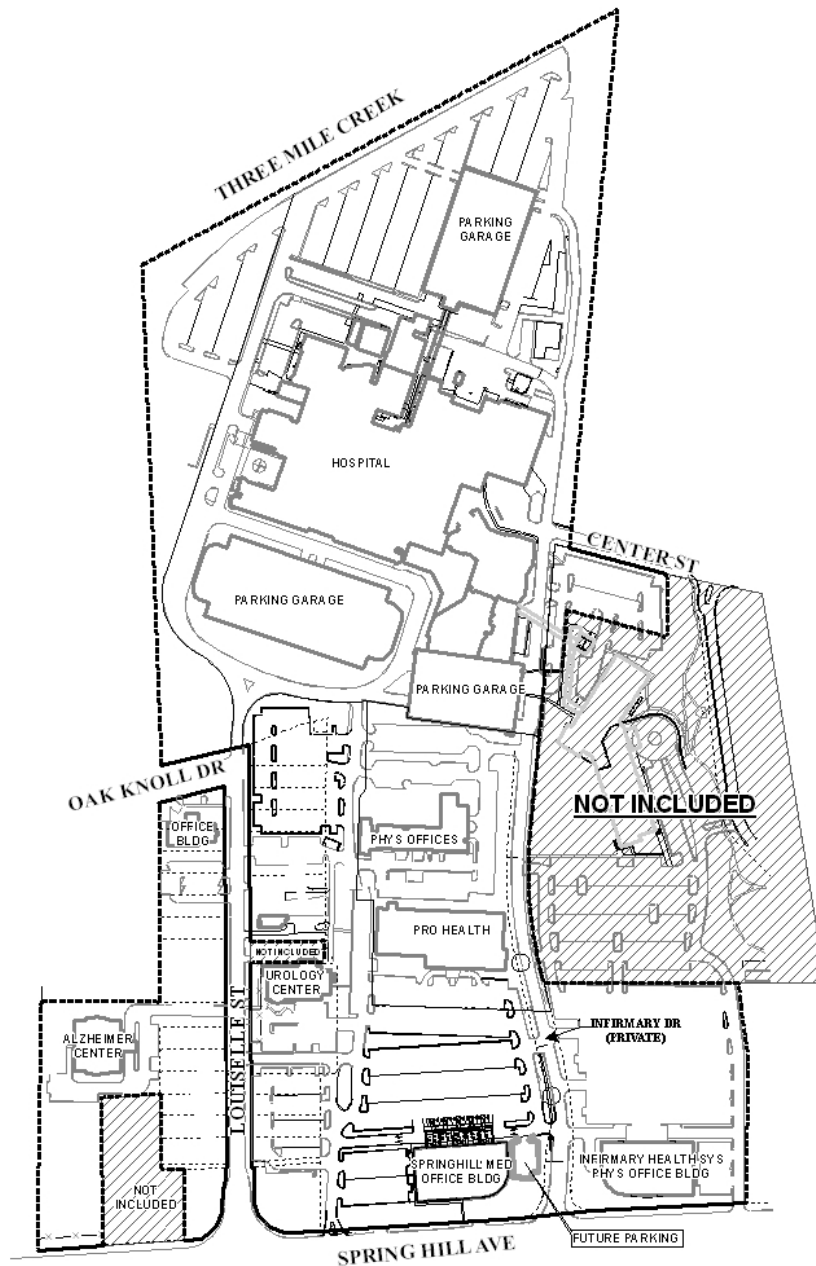 THREE MILE CREEK
PARKING
GARAGE
HOSPITAL
CENTER ST
PARKING GARAGE
PARKING GARAGE
OAK KNOLL DR
NOT INCLUDED
OFFICE
BLDG
PHYS OFFICES
PRO HEALTH
NOT INCLUDED
UROLOGY
CENTER
INFIRMARY DR
(PRIVATE)
ALZHEIMER
CENTER
LOUISELLE ST
SPRINGHILL MED
OFFICE BLDG
INFIRMARY HEALTH SYS
PHYS OFFICE BLDG
NOT
INCLUDED
FUTURE PARKING
SPRING HILL AVE